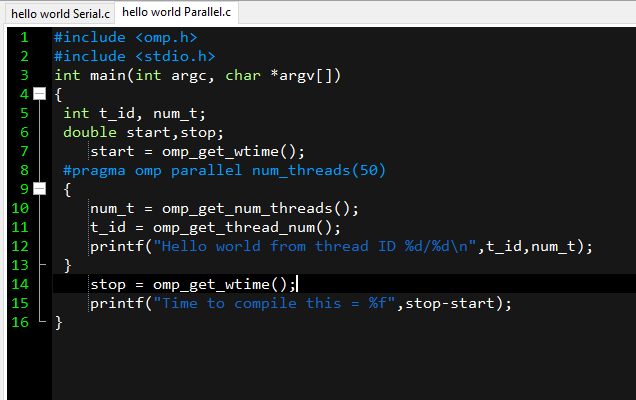 hello world Serial.c hello world Parallel.c
1 #include <omp.h>
2 #include <stdio.h>
3 int main(int argc, char *argv[])
4 {
5 int t_id, num_t;
6 double start,stop;
7 start = omp_get_wtime();
8 #pragma omp parallel num_threads(50)
9 {
10 num_t = omp_get_num_threads();
11 t_id = omp_get_thread_num();
12 printf("Hello world from thread ID %d/%d\n",t_id,num_t);
13 }
14 stop = omp_get_wtime();
15 printf("Time to compile this = %f",stop-start);
16 }